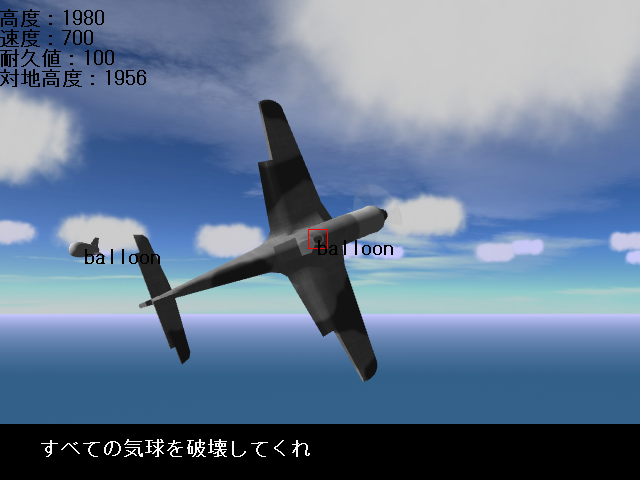 高度：1980
速度：700
耐久値：100
対地高度：1956
balloon
balloon
すべての気球を破壊してくれ